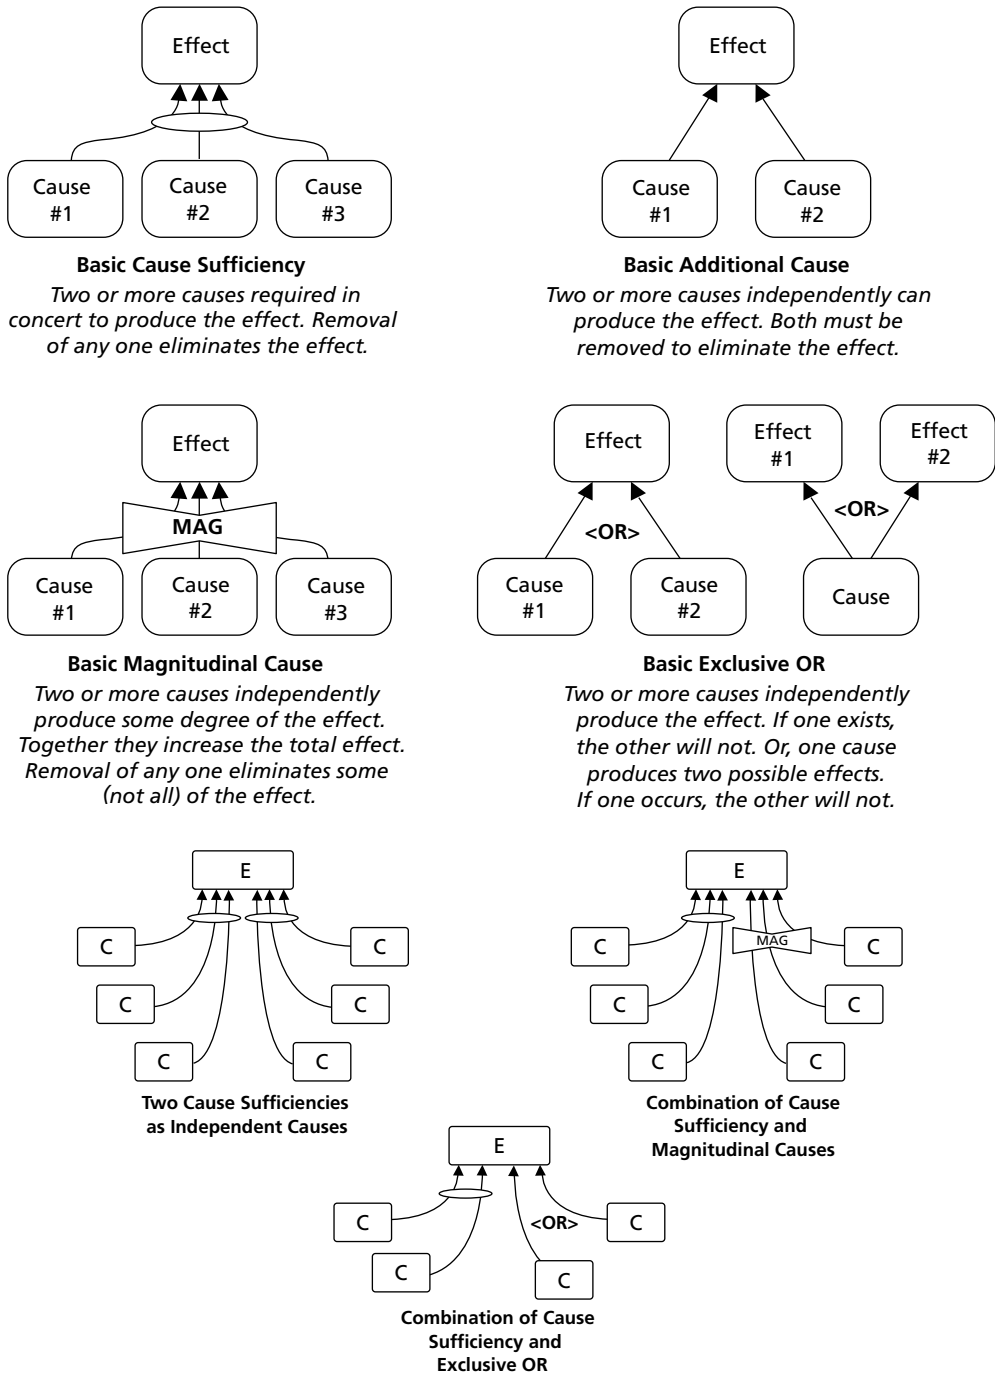 Effect
Cause
#1
Cause
#2
Cause
#3
Basic Cause Sufficiency
Two or more causes required in
concert to produce the effect. Removal
of any one eliminates the effect.
Effect
Cause
#1
Cause
#2
Basic Additional Cause
Two or more causes independently can
produce the effect. Both must be
removed to eliminate the effect.
Effect
MAG
Cause
#1
Cause
#2
Cause
#3
Basic Magnitudinal Cause
Two or more causes independently
produce some degree of the effect.
Together they increase the total effect.
Removal of any one eliminates some
(not all) of the effect.
Effect
<OR>
Cause
#1
Cause
#2
Effect
#1
Effect
#2
<OR>
Cause
Basic Exclusive OR
Two or more causes independently
produce the effect. If one exists,
the other will not. Or, one cause
produces two possible effects.
If one occurs, the other will not.
E
C
C
C
C
C
C
Two Cause Sufficiencies
as Independent Causes
E
MAG
C
C
C
C
C
C
Combination of Cause
Sufficiency and
Magnitudinal Causes
E
C
<OR>
C
C
C
Combination of Cause
Sufficiency and
Exclusive OR